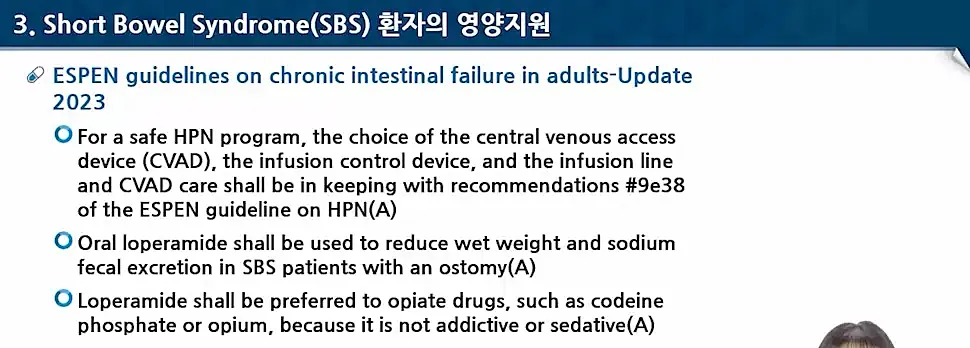 3. Short Bowel Syndrome(SBS) 환자의 영양지원
ESPEN guidelines on chronic intestinal failure in adults-Update
2023
For a safe HPN program, the choice of the central venous access
device (CVAD), the infusion control device, and the infusion line
and CVAD care shall be in keeping with recommendations #9e38
of the ESPEN guideline on HPN(A)
Oral loperamide shall be used to reduce wet weight and sodium
fecal excretion in SBS patients with an ostomy(A)
Loperamide shall be preferred to opiate drugs, such as codeine
phosphate or opium, because it is not addictive or sedative(A)